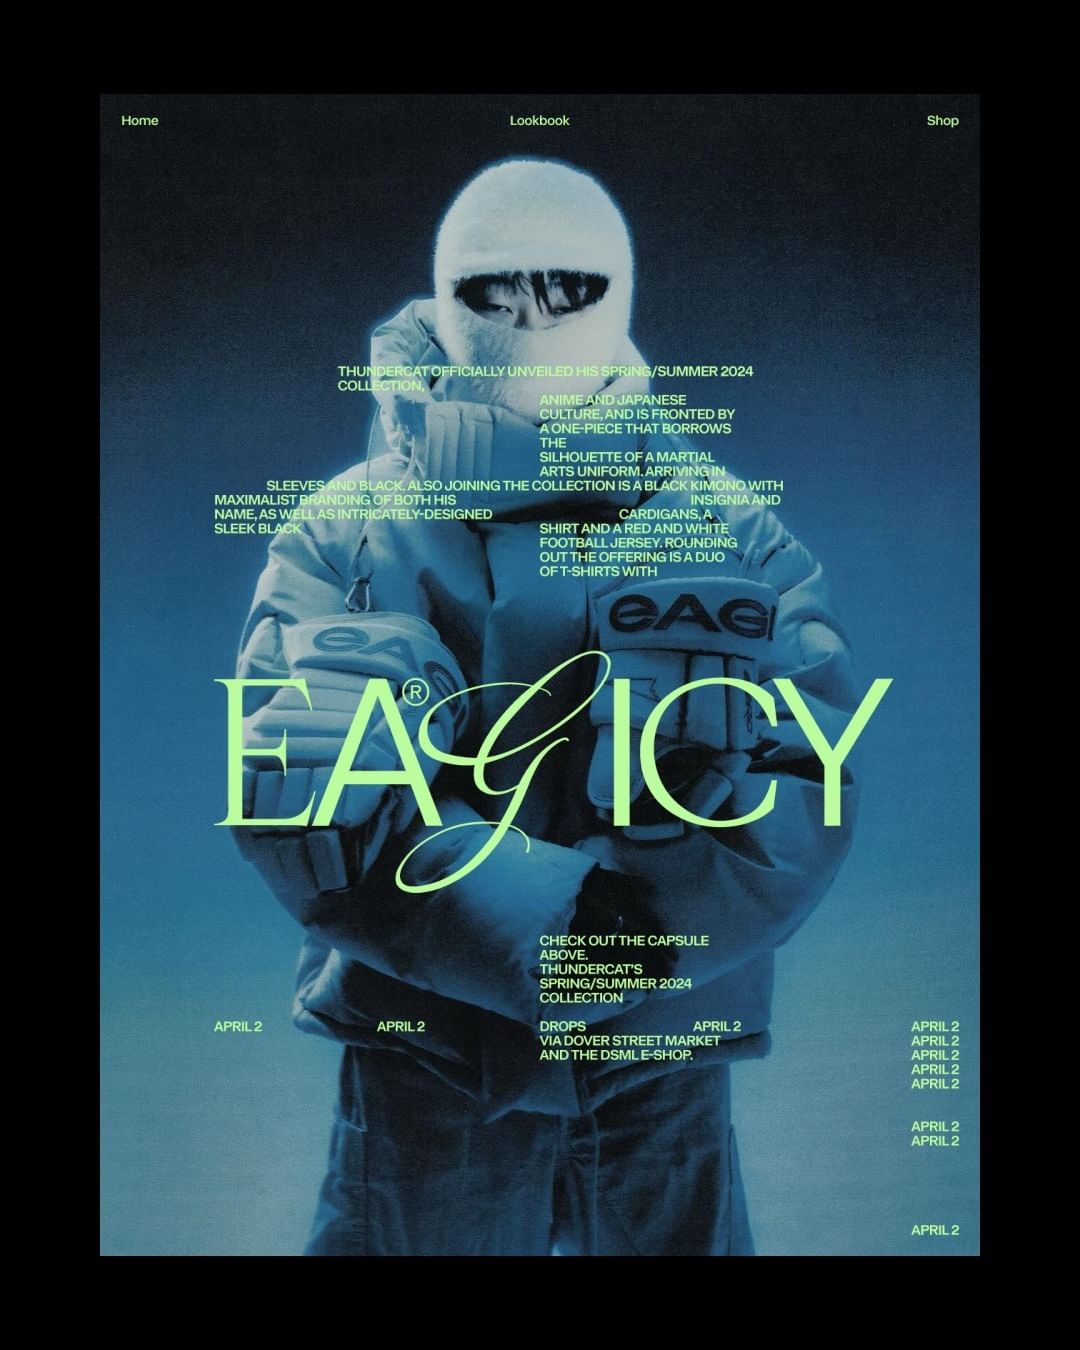 Home Lookbook Shop
THUNDERCAT OFFICIALLY UNVEILED HIS SPRING/SUMMER 2024
COLLECTION,
ANIME AND JAPANESE
CULTURE, AND IS FRONTED BY
A ONE-PIECE THAT BORROWS
THE
SILHOUETTE OF A MARTIAL
ARTS UNIFORM. ARRIVING IN
SLEEVES AND BLACK. ALSO JOINING THE COLLECTION IS A BLACK KIMONO WITH
MAXIMALIST BRANDING OF BOTH HIS INSIGNIA AND
NAME, AS WELL AS INTRICATELY-DESIGNED CARDIGANS, A
SLEEK BLACK SHIRT AND A RED AND WHITE
FOOTBALL JERSEY. ROUNDING
OUT THE OFFERING IS A DUO
OF T-SHIRTS WITH
eAGI
eAG
EA®GICY
CHECK OUT THE CAPSULE
ABOVE.
THUNDERCAT'S
SPRING/SUMMER 2024
COLLECTION
APRIL 2 APRIL 2 DROPS APRIL 2 APRIL 2
VIA DOVER STREET MARKET APRIL 2
AND THE DSML E-SHOP. APRIL 2
APRIL 2
APRIL 2
APRIL 2
APRIL 2
APRIL 2